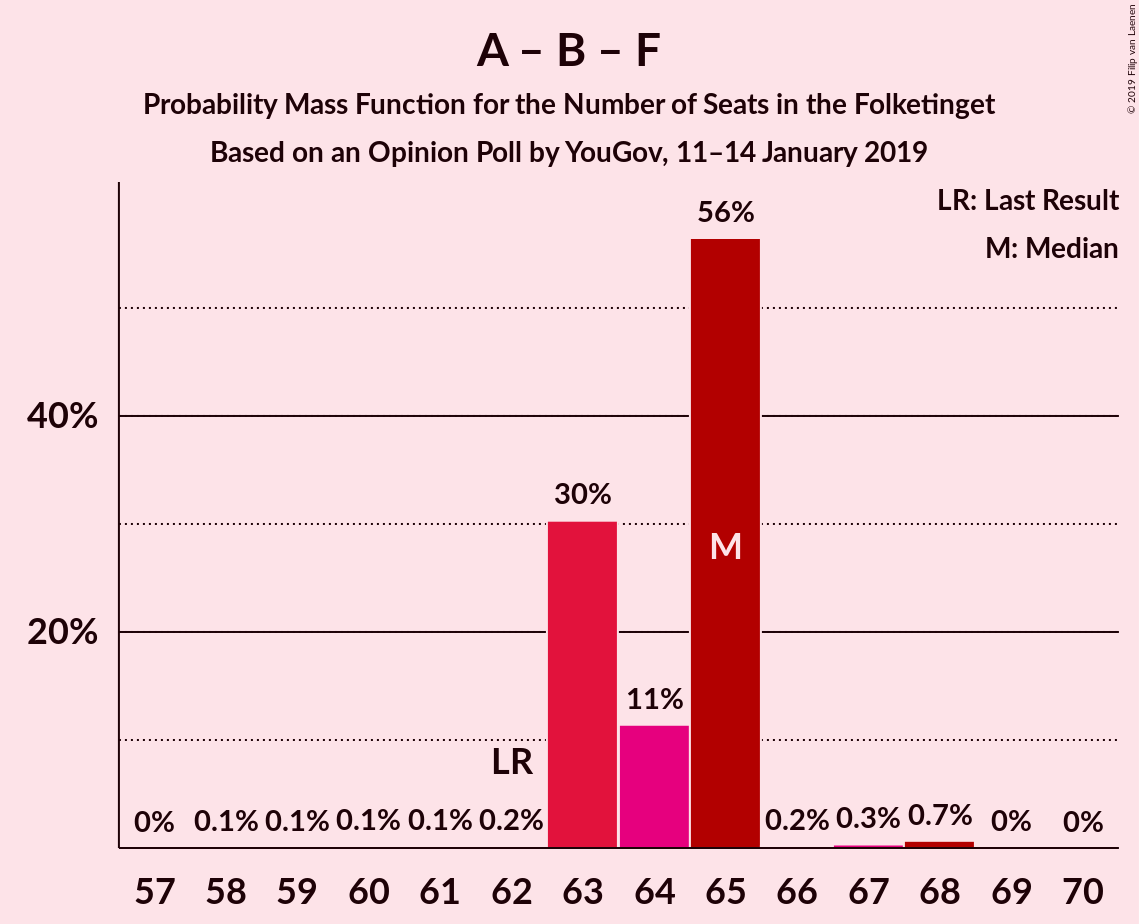 A – B – F
Probability Mass Function for the Number of Seats in the Folketinget
Based on an Opinion Poll by YouGov, 11–14 January 2019
© 2019 Filip van Laenen
LR: Last Result
M: Median
56%
40%
30%
M
20%
11%
LR
0% 0.1% 0.1% 0.1% 0.1% 0.2% 0.2% 0.3% 0.7% 0% 0%
57 58 59 60 61 62 63 64 65 66 67 68 69 70